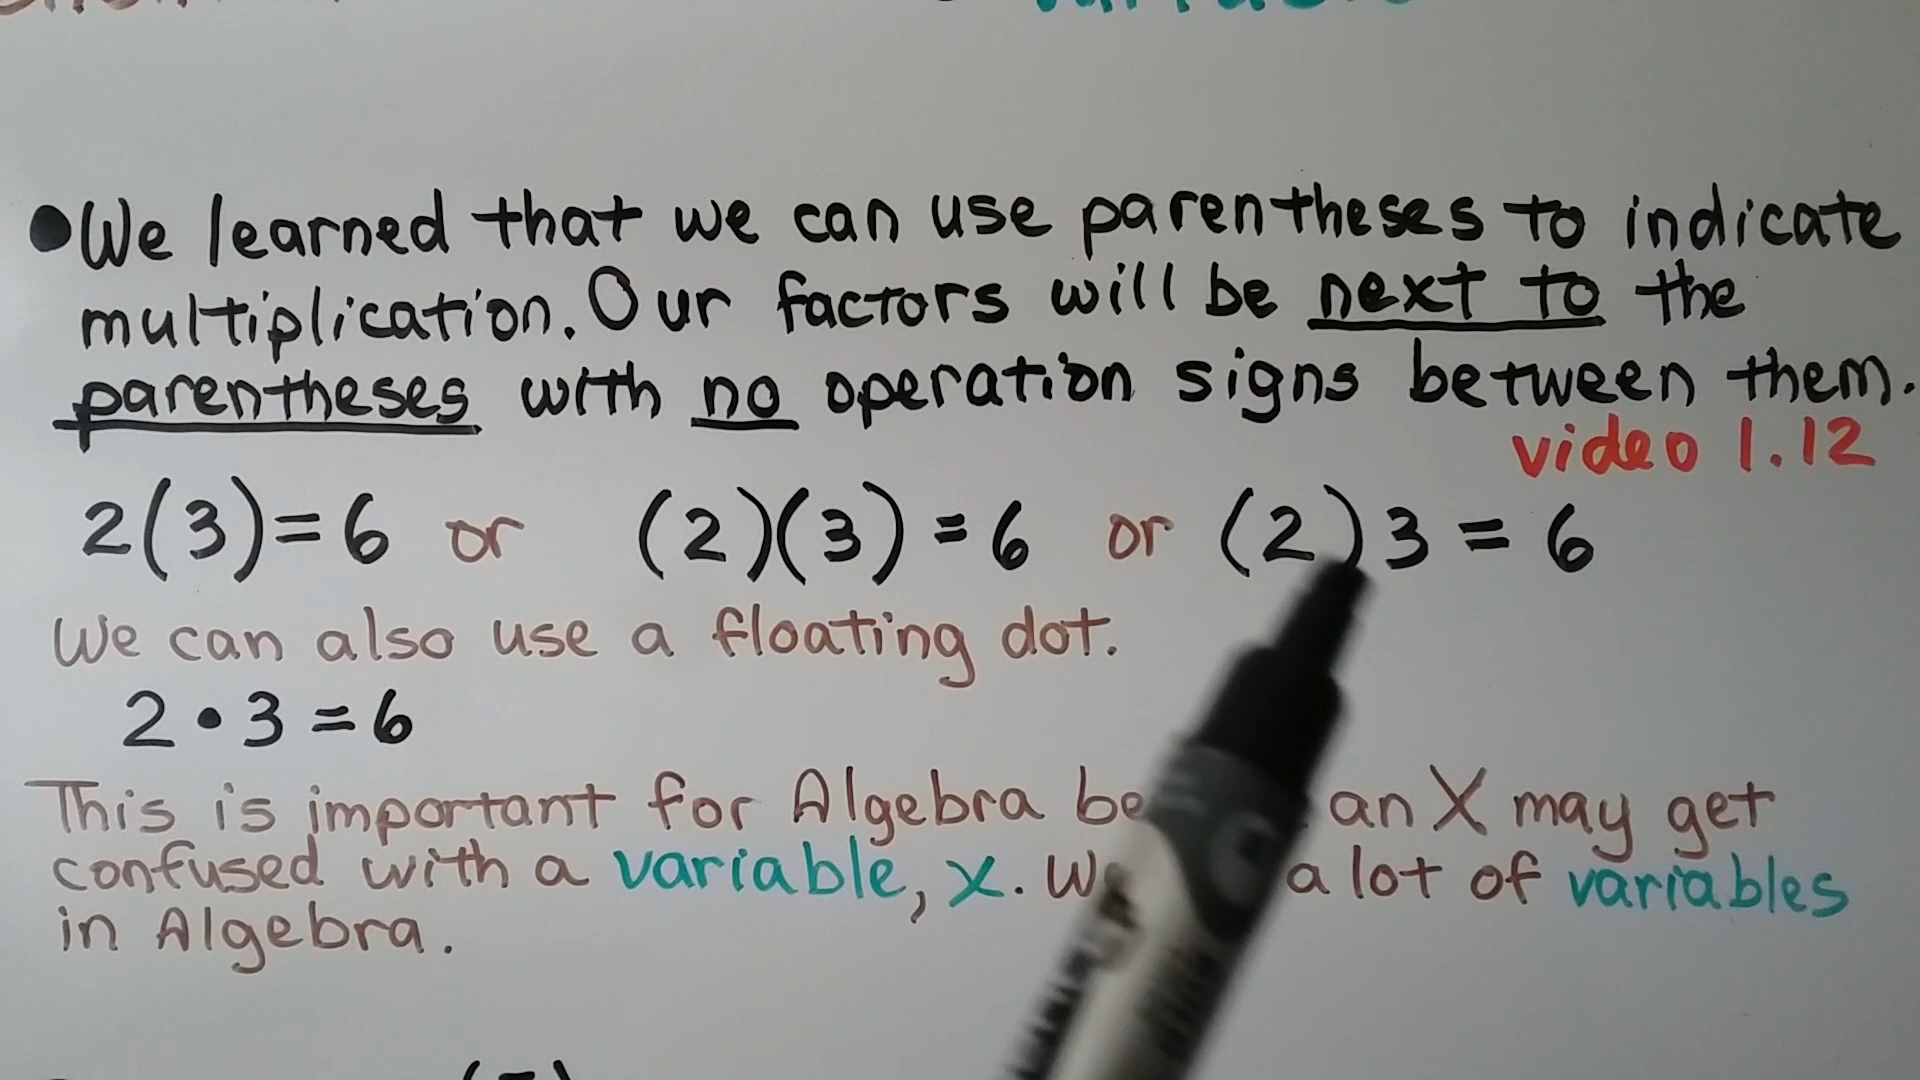 • We learned that we can use parentheses to indicate
multiplication. Our factors will be next to the
parentheses with no operation signs between them.
video 1.12
2(3)=6 or (2)(3)=6 or (2)3=6
We can also use a floating dot.
2•3=6
This is important for Algebra an X may get
confused with a variable, x. a lot of variables
in Algebra.